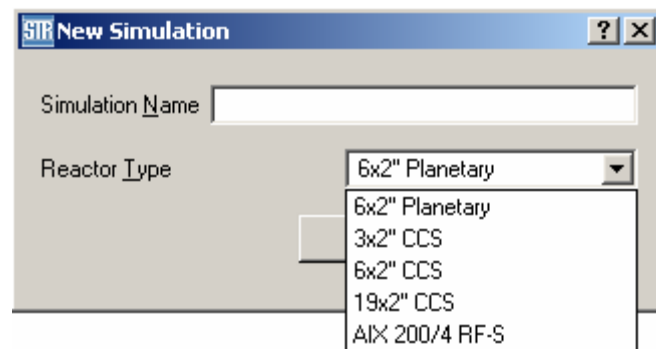 STR New Simulation
Simulation Name
Reactor Type 6x2" Planetary
6x2" Planetary
3x2" CCS
6x2" CCS
19x2" CCS
AIX 200/4 RF-S